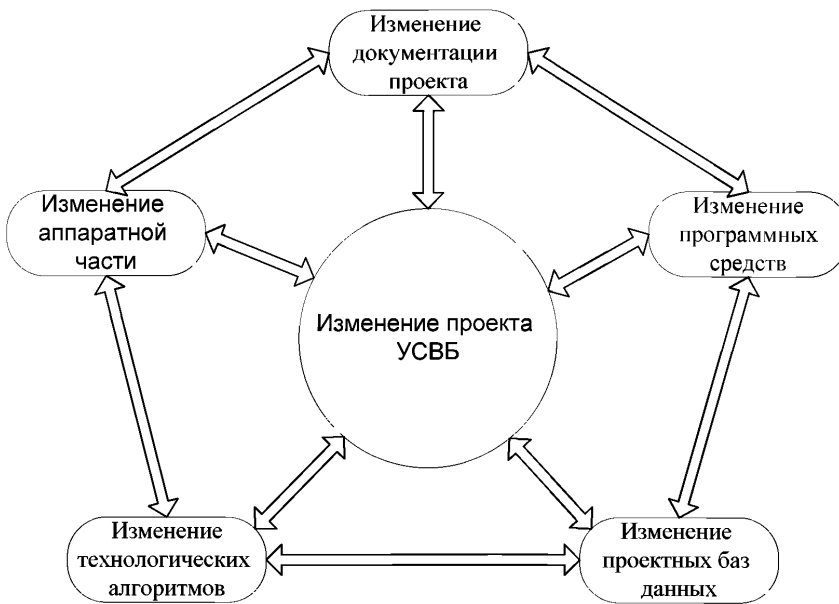 Изменение
документации
проекта
Изменение
аппаратной
части
Изменение
программных
средств
Изменение проекта
УСВБ
Изменение
технологических
алгоритмов
Изменение
проектных баз
данных